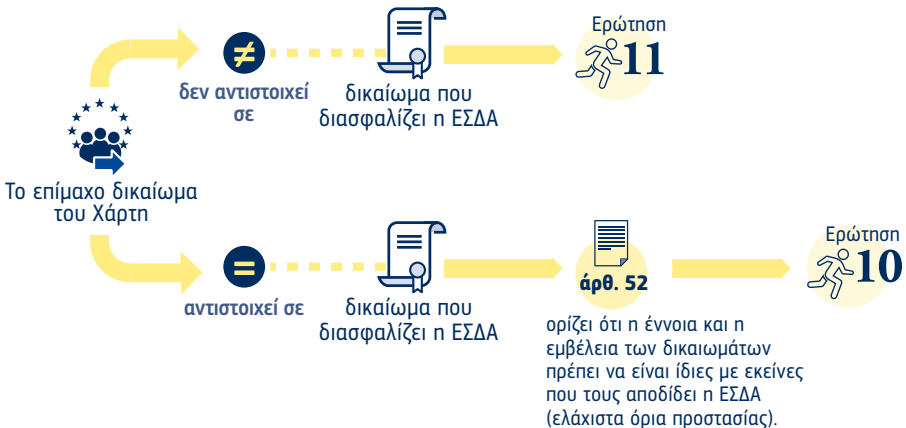 Ερώτηση
11
≠
δεν αντιστοιχεί
σε
δικαίωμα που
διασφαλίζει η ΕΣΔΑ
Το επίμαχο δικαίωμα
του Χάρτη
Ερώτηση
10
=
αντιστοιχεί σε
δικαίωμα που
διασφαλίζει η ΕΣΔΑ
άρθ. 52
ορίζει ότι η έννοια και η
εμβέλεια των δικαιωμάτων
πρέπει να είναι ίδιες με εκείνες
που τους αποδίδει η ΕΣΔΑ
(ελάχιστα όρια προστασίας).